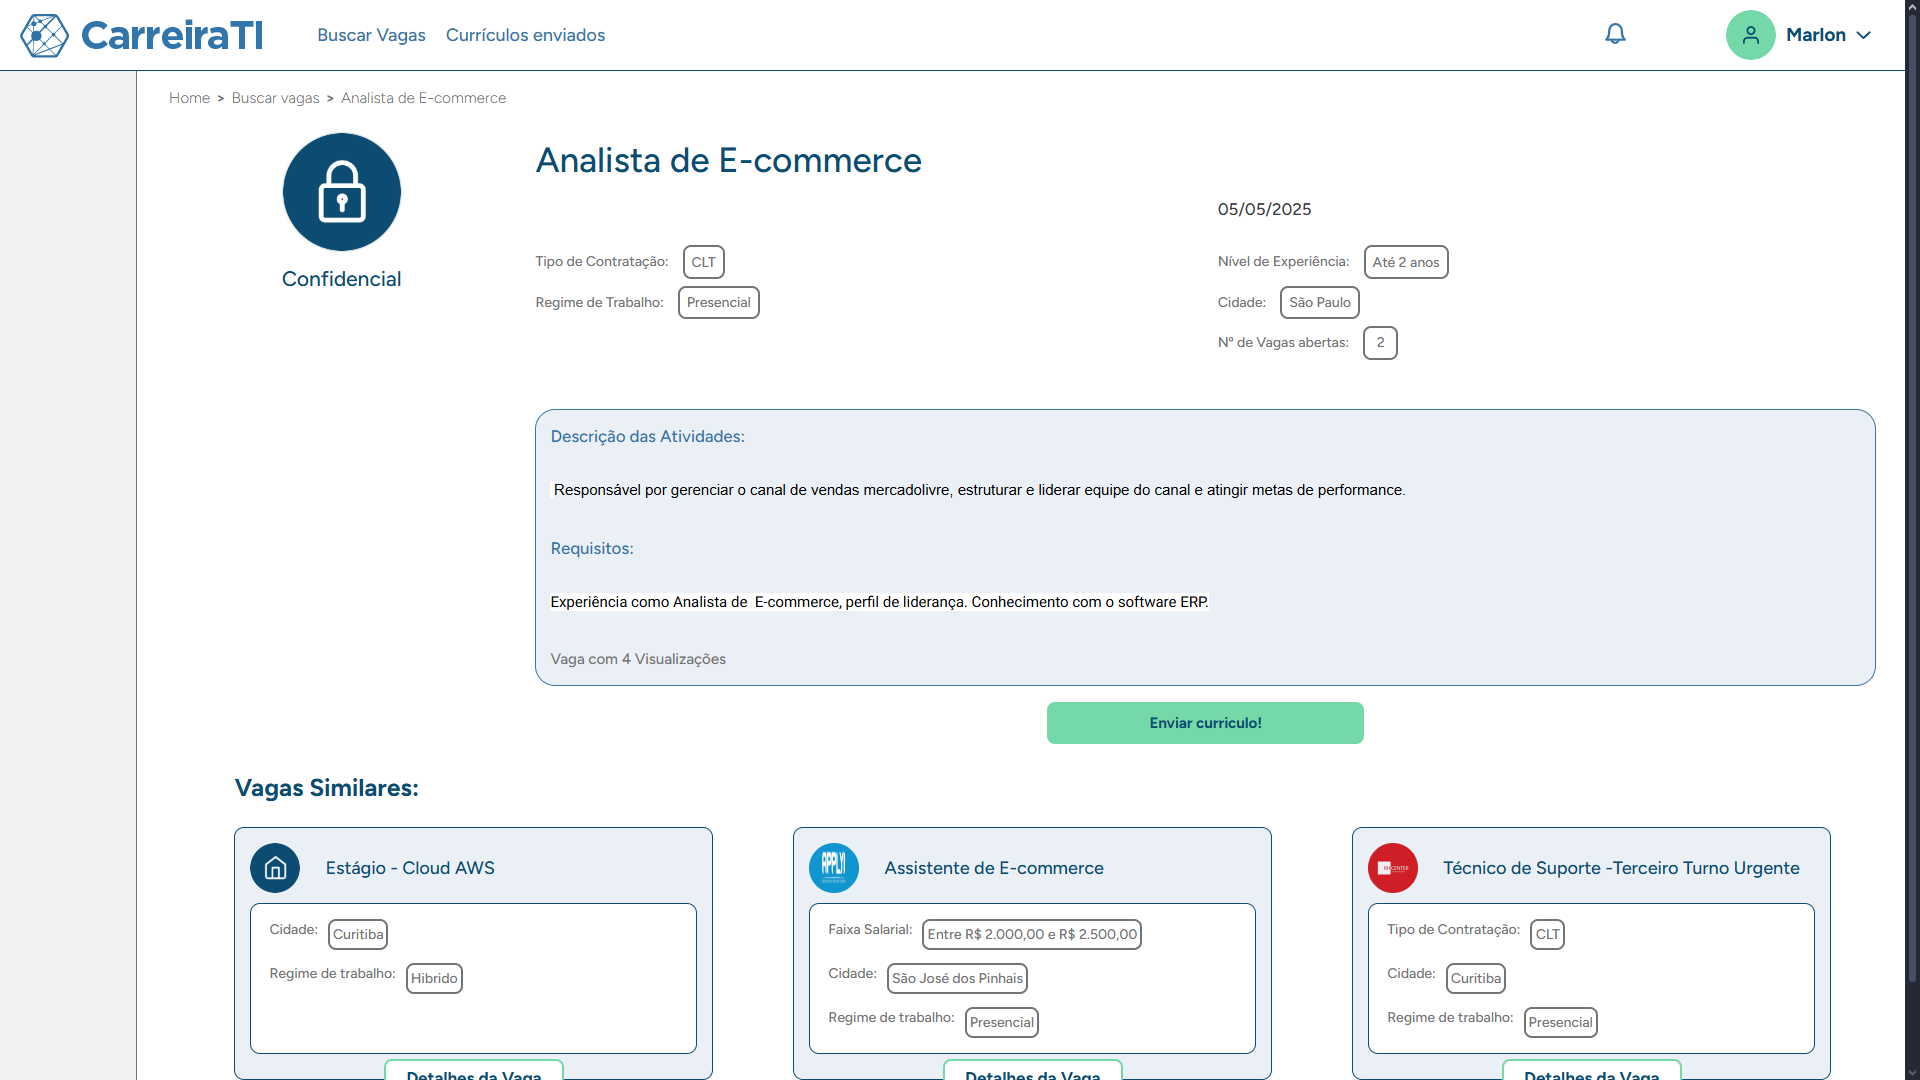 CarreiraTI
Buscar Vagas
Currículos enviados
Marlon
Home > Buscar vagas > Analista de E-commerce
Confidencial
Analista de E-commerce
05/05/2025
Tipo de Contratação: CLT
Nível de Experiência: Até 2 anos
Regime de Trabalho: Presencial
Cidade: São Paulo
Nº de Vagas abertas: 2
Descrição das Atividades:
Responsável por gerenciar o canal de vendas mercadolivre, estruturar e liderar equipe do canal e atingir metas de performance.
Requisitos:
Experiência como Analista de  E-commerce, perfil de liderança. Conhecimento com o software ERP.
Vaga com 4 Visualizações
Enviar curriculo!
Vagas Similares:
Estágio - Cloud AWS
Cidade: Curitiba
Regime de trabalho: Hibrido
Detalhes da Vaga
APPLY
Assistente de E-commerce
Faixa Salarial: Entre R$ 2.000,00 e R$ 2.500,00
Cidade: São José dos Pinhais
Regime de trabalho: Presencial
Detalhes da Vaga
Técnico de Suporte -Terceiro Turno Urgente
Tipo de Contratação: CLT
Cidade: Curitiba
Regime de trabalho: Presencial
Detalhes da Vaga